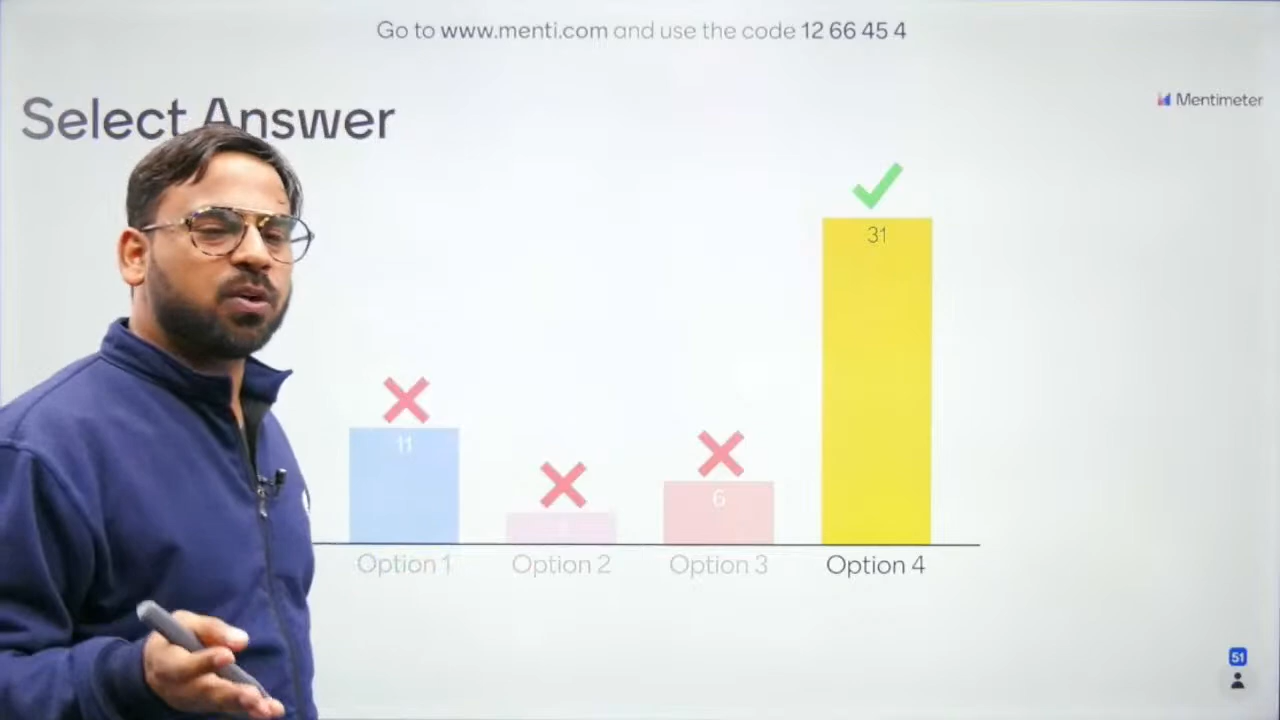 Go to www.menti.com and use the code 12 66 45 4
Mentimeter
Select Answer
31
11
6
Option 1
Option 2
Option 3
Option 4
51